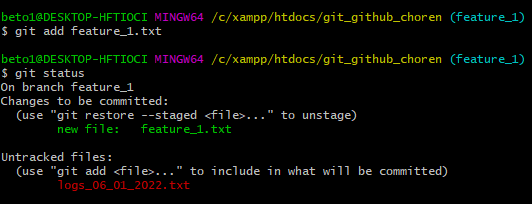 beto1@DESKTOP-HFTIOCI MINGW64 /c/xampp/htdocs/git_github_choren (feature_1)
$ git add feature_1.txt
beto1@DESKTOP-HFTIOCI MINGW64 /c/xampp/htdocs/git_github_choren (feature_1)
$ git status
On branch feature_1
Changes to be committed:
  (use "git restore --staged <file>..." to unstage)
        new file:   feature_1.txt
Untracked files:
  (use "git add <file>..." to include in what will be committed)
        logs_06_01_2022.txt